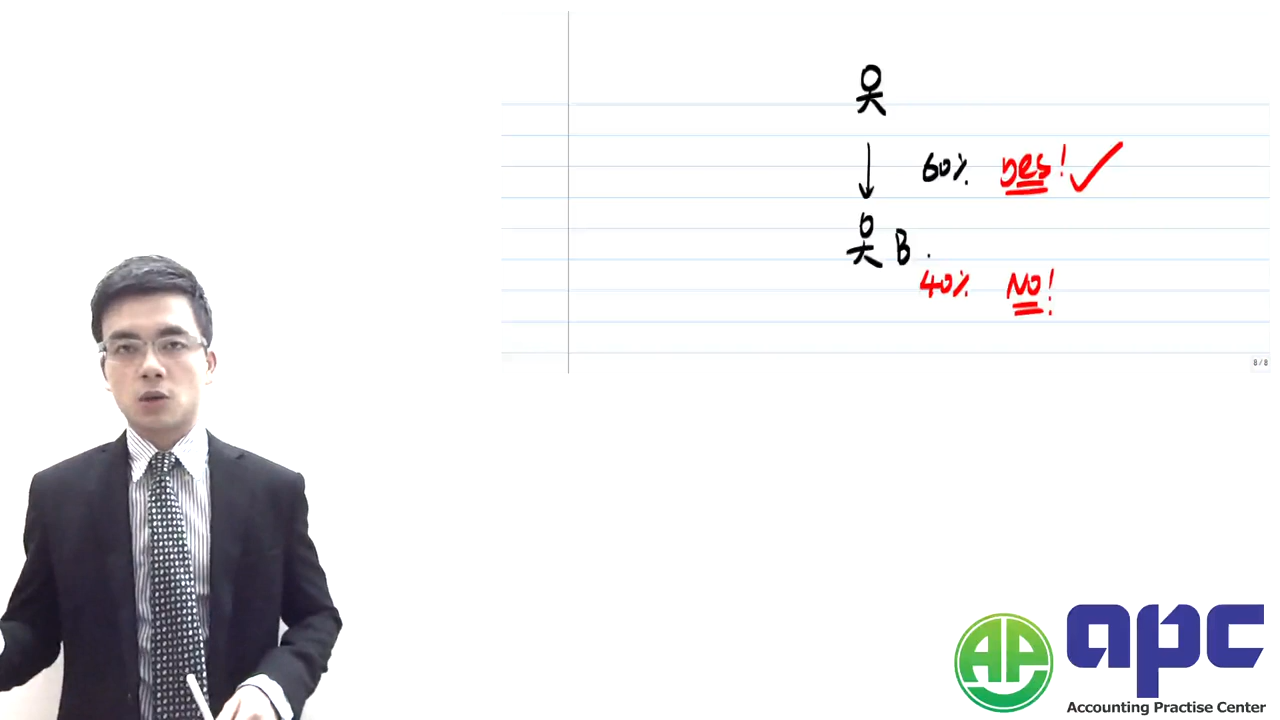 60% yes!
B.
40% NO!
8 / 8
AP
apc
Accounting Practise Center